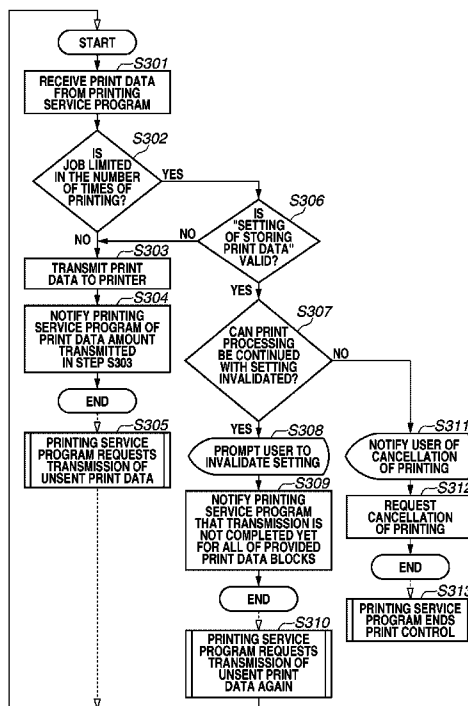 START
S301
RECEIVE PRINT DATA
FROM PRINTING
SERVICE PROGRAM
S302
IS
JOB LIMITED
IN THE NUMBER
OF TIMES OF
PRINTING?
YES
NO
S306
IS
"SETTING
OF STORING
PRINT DATA"
VALID?
NO
YES
S303
TRANSMIT PRINT
DATA TO PRINTER
S304
NOTIFY PRINTING
SERVICE PROGRAM OF
PRINT DATA AMOUNT
TRANSMITTED
IN STEP S303
END
S305
PRINTING SERVICE
PROGRAM REQUESTS
TRANSMISSION OF
UNSENT PRINT DATA
S307
CAN PRINT
PROCESSING
BE CONTINUED
WITH SETTING
INVALIDATED?
NO
YES
S308
PROMPT USER TO
INVALIDATE SETTING
S309
NOTIFY PRINTING
SERVICE PROGRAM
THAT TRANSMISSION IS
NOT COMPLETED YET
FOR ALL OF PROVIDED
PRINT DATA BLOCKS
END
S310
PRINTING SERVICE
PROGRAM REQUESTS
TRANSMISSION OF
UNSENT PRINT
DATA AGAIN
S311
NOTIFY USER OF
CANCELLATION
OF PRINTING
S312
REQUEST
CANCELLATION
OF PRINTING
END
S313
PRINTING SERVICE
PROGRAM ENDS
PRINT CONTROL